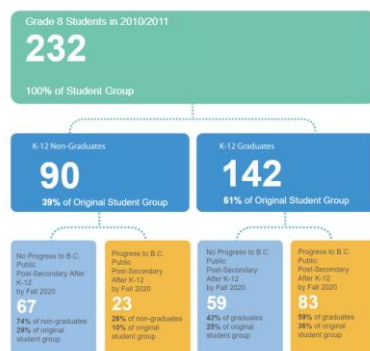 Grade 8 Students in 2010/2011
232
100% of Student Group
K-12 Non-Graduates
90
39% of Original Student Group
K-12 Graduates
142
61% of Original Student Group
No Progress to B.C.
Public
Post-Secondary After
K-12
by Fall 2020
67
74% of non-graduates
29% of original
student group
Progress to B.C.
Public
Post-Secondary After
K-12
by Fall 2020
23
26% of non-graduates
10% of original
student group
No Progress to B.C.
Public
Post-Secondary After
K-12
by Fall 2020
59
42% of graduates
25% of original
student group
Progress to B.C.
Public
Post-Secondary After
K-12
by Fall 2020
83
59% of graduates
36% of original
student group